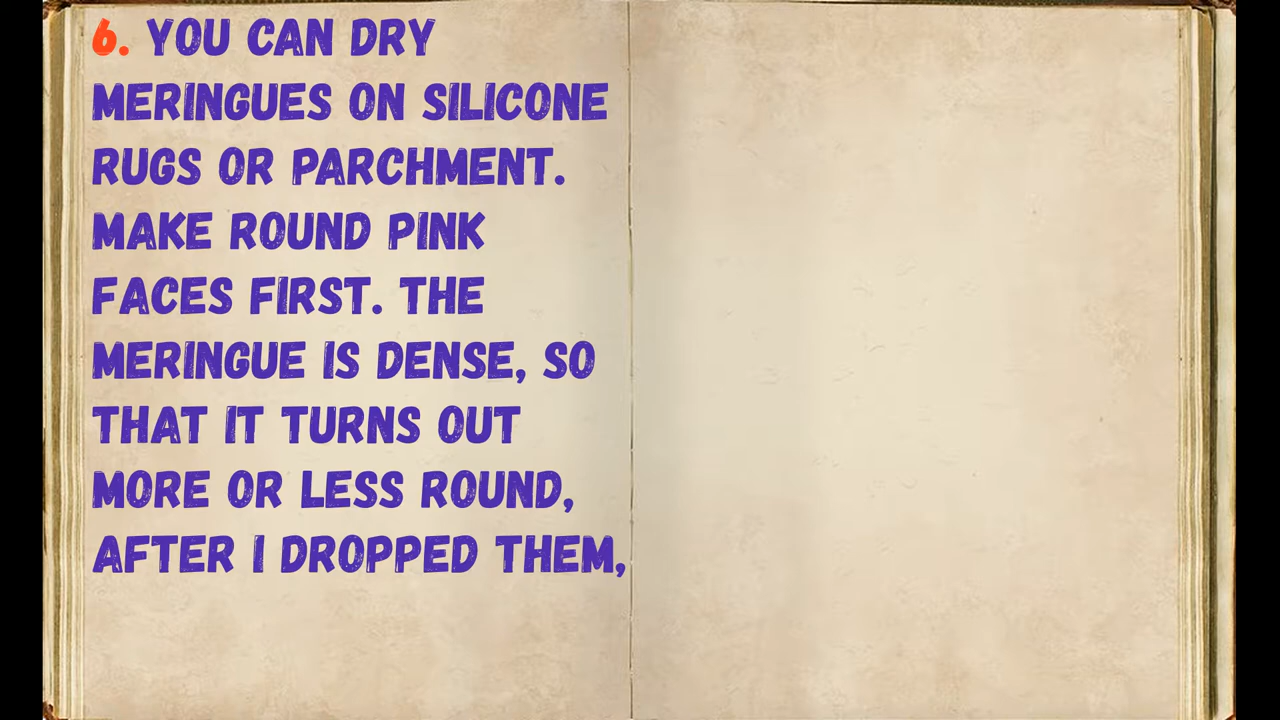 6. YOU CAN DRY
MERINGUES ON SILICONE
RUGS OR PARCHMENT.
MAKE ROUND PINK
FACES FIRST. THE
MERINGUE IS DENSE, SO
THAT IT TURNS OUT
MORE OR LESS ROUND,
AFTER I DROPPED THEM,